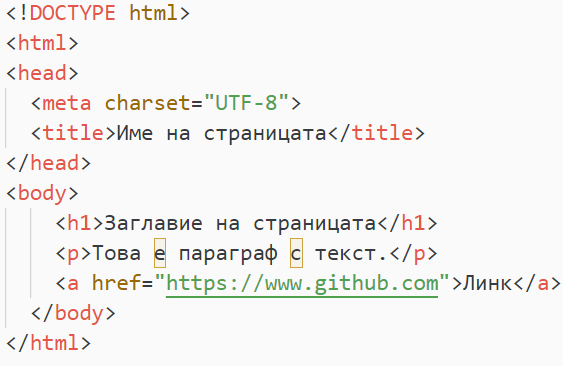 <!DOCTYPE html>
<html>
<head>
  <meta charset="UTF-8">
  <title>Име на страницата</title>
</head>
<body>
    <h1>Заглавие на страницата</h1>
    <p>Това е параграф с текст.</p>
    <a href="https://www.github.com">Линк</a>
  </body>
</html>